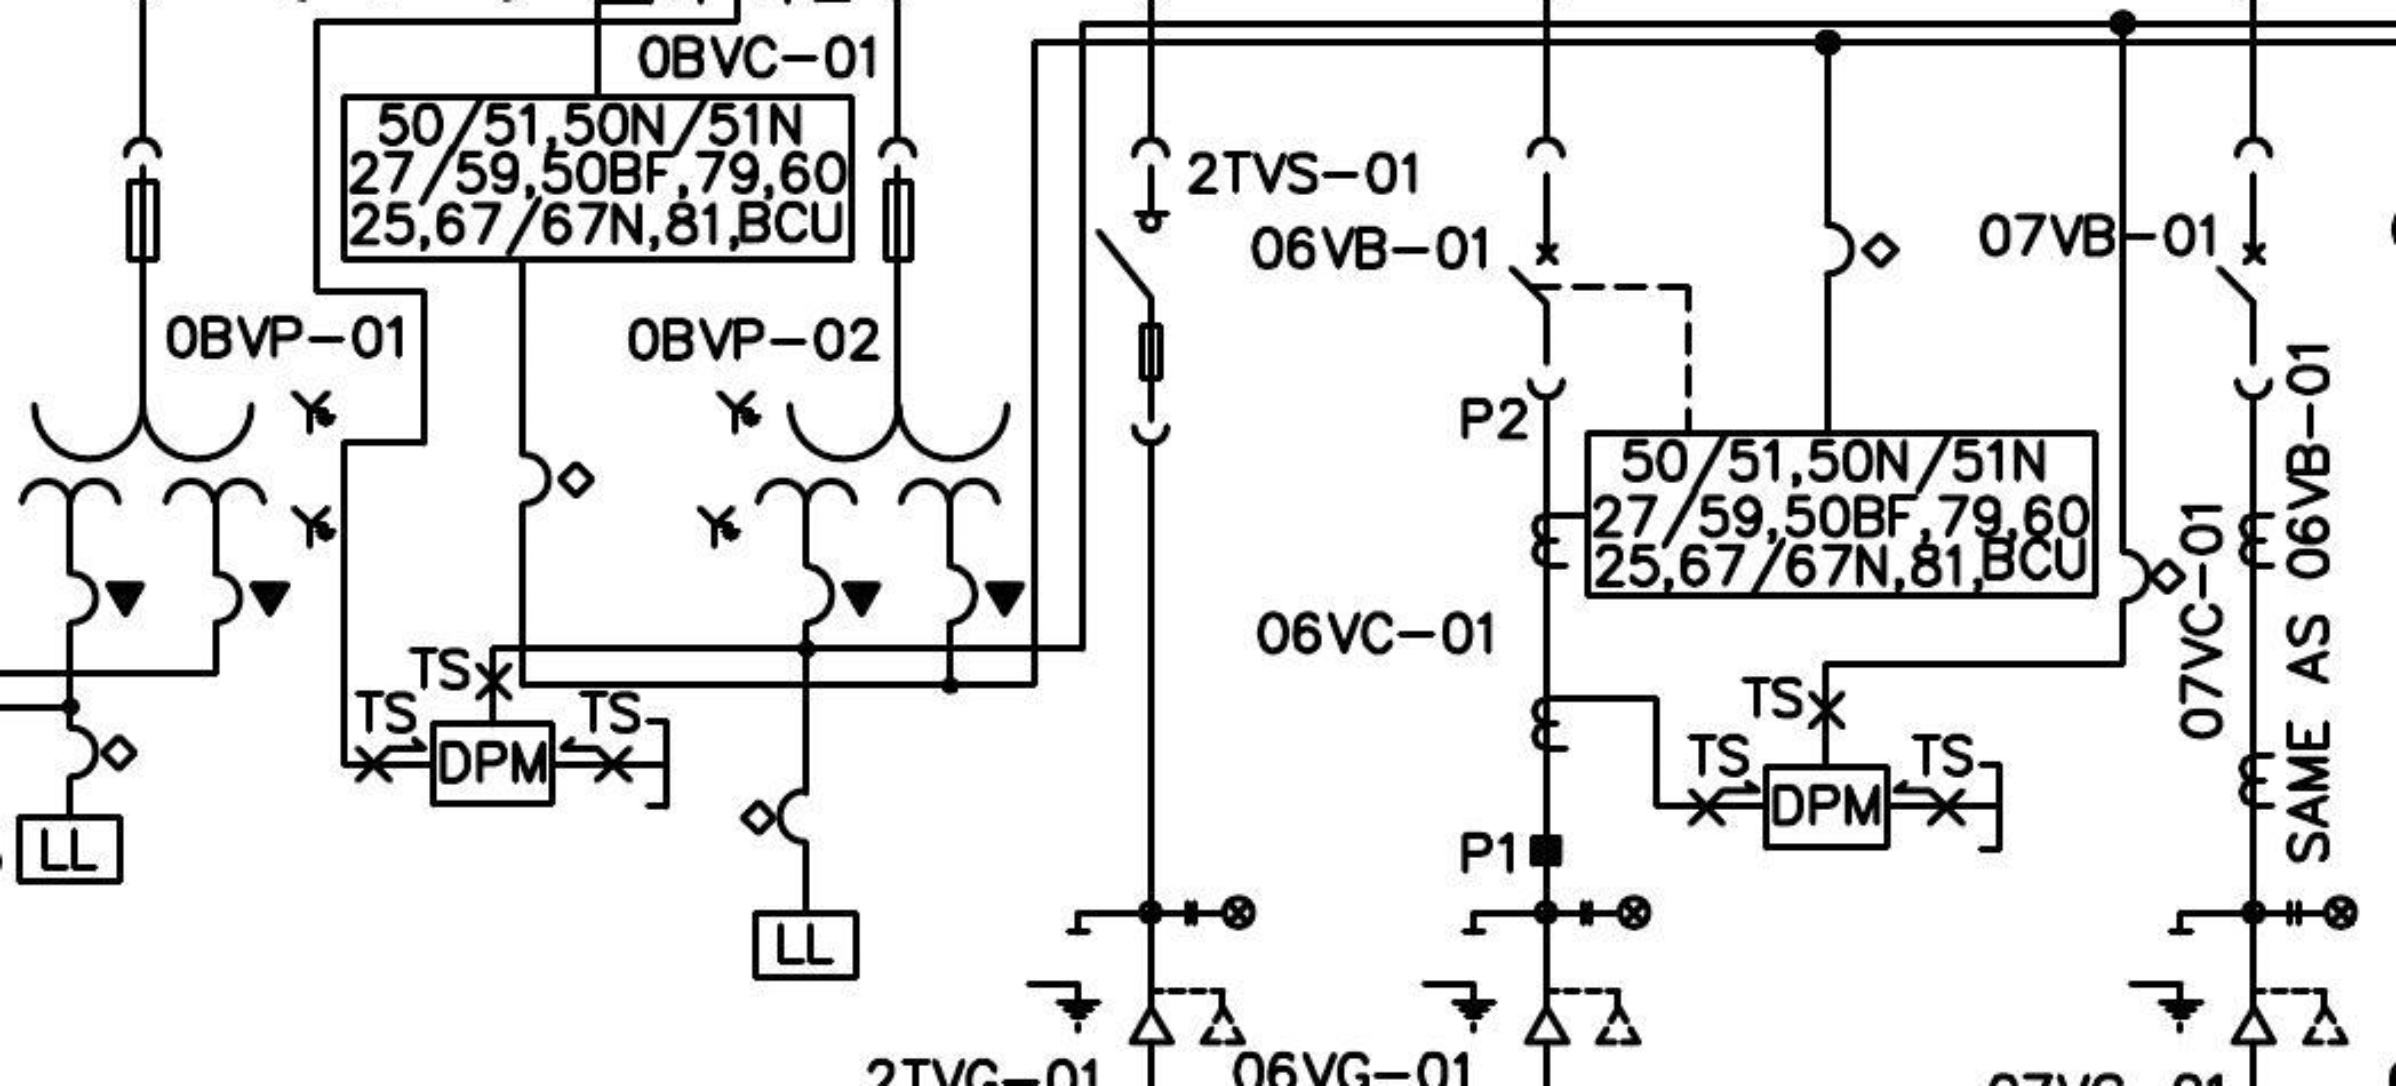 0BVC-01
50/51,50N/51N
27/59,50BF,79,60
25,67/67N,81,BCU
2TVS-01
06VB-01
07VB-01
0BVP-01
0BVP-02
P2
50/51,50N/51N
27/59,50BF,79,60
25,67/67N,81,BCU
07VC-01
SAME AS 06VB-01
06VC-01
TS
TS
TS
DPM
TS
TS
TS
DPM
P1
LL
LL
2TVG-01
06VG-01